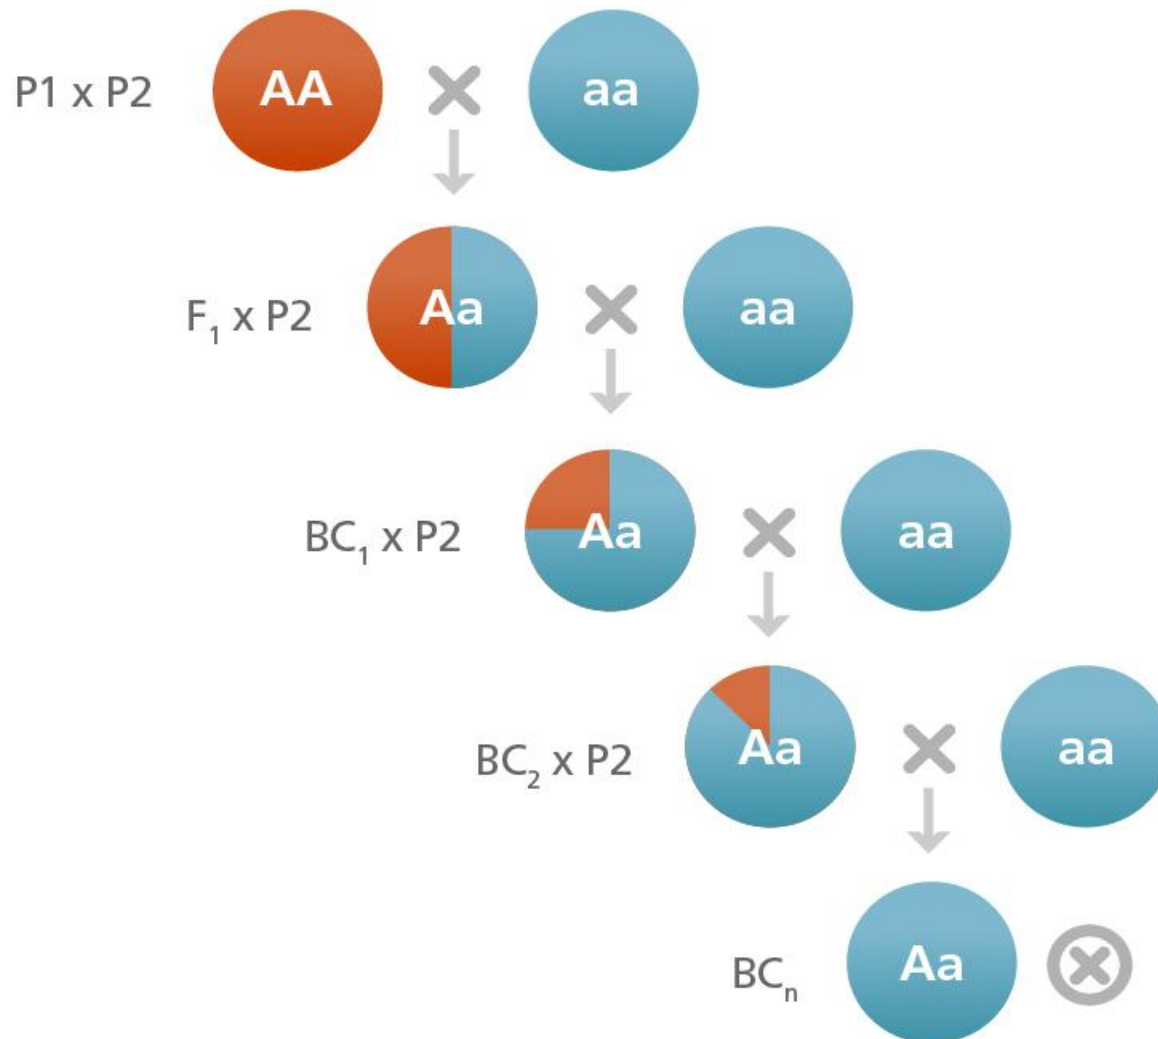 P1 x P2 AA aa
F₁ x P2 Aa aa
BC₁ x P2 Aa aa
BC₂ x P2 Aa aa
BCₙ Aa